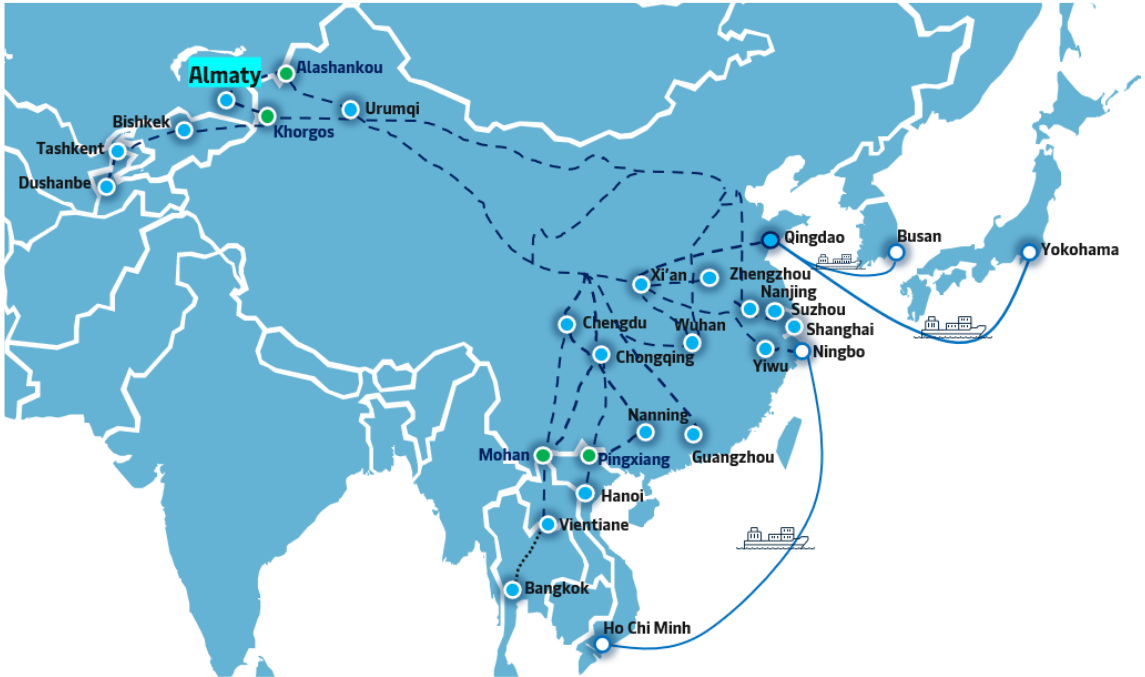 Almaty
Alashankou
Urumqi
Bishkek
Khorgos
Tashkent
Dushanbe
Qingdao
Busan
Yokohama
Xi'an
Zhengzhou
Nanjing
Suzhou
Chengdu
Wuhan
Shanghai
Chongqing
Ningbo
Yiwu
Nanning
Mohan
Pingxiang
Guangzhou
Hanoi
Vientiane
Bangkok
Ho Chi Minh